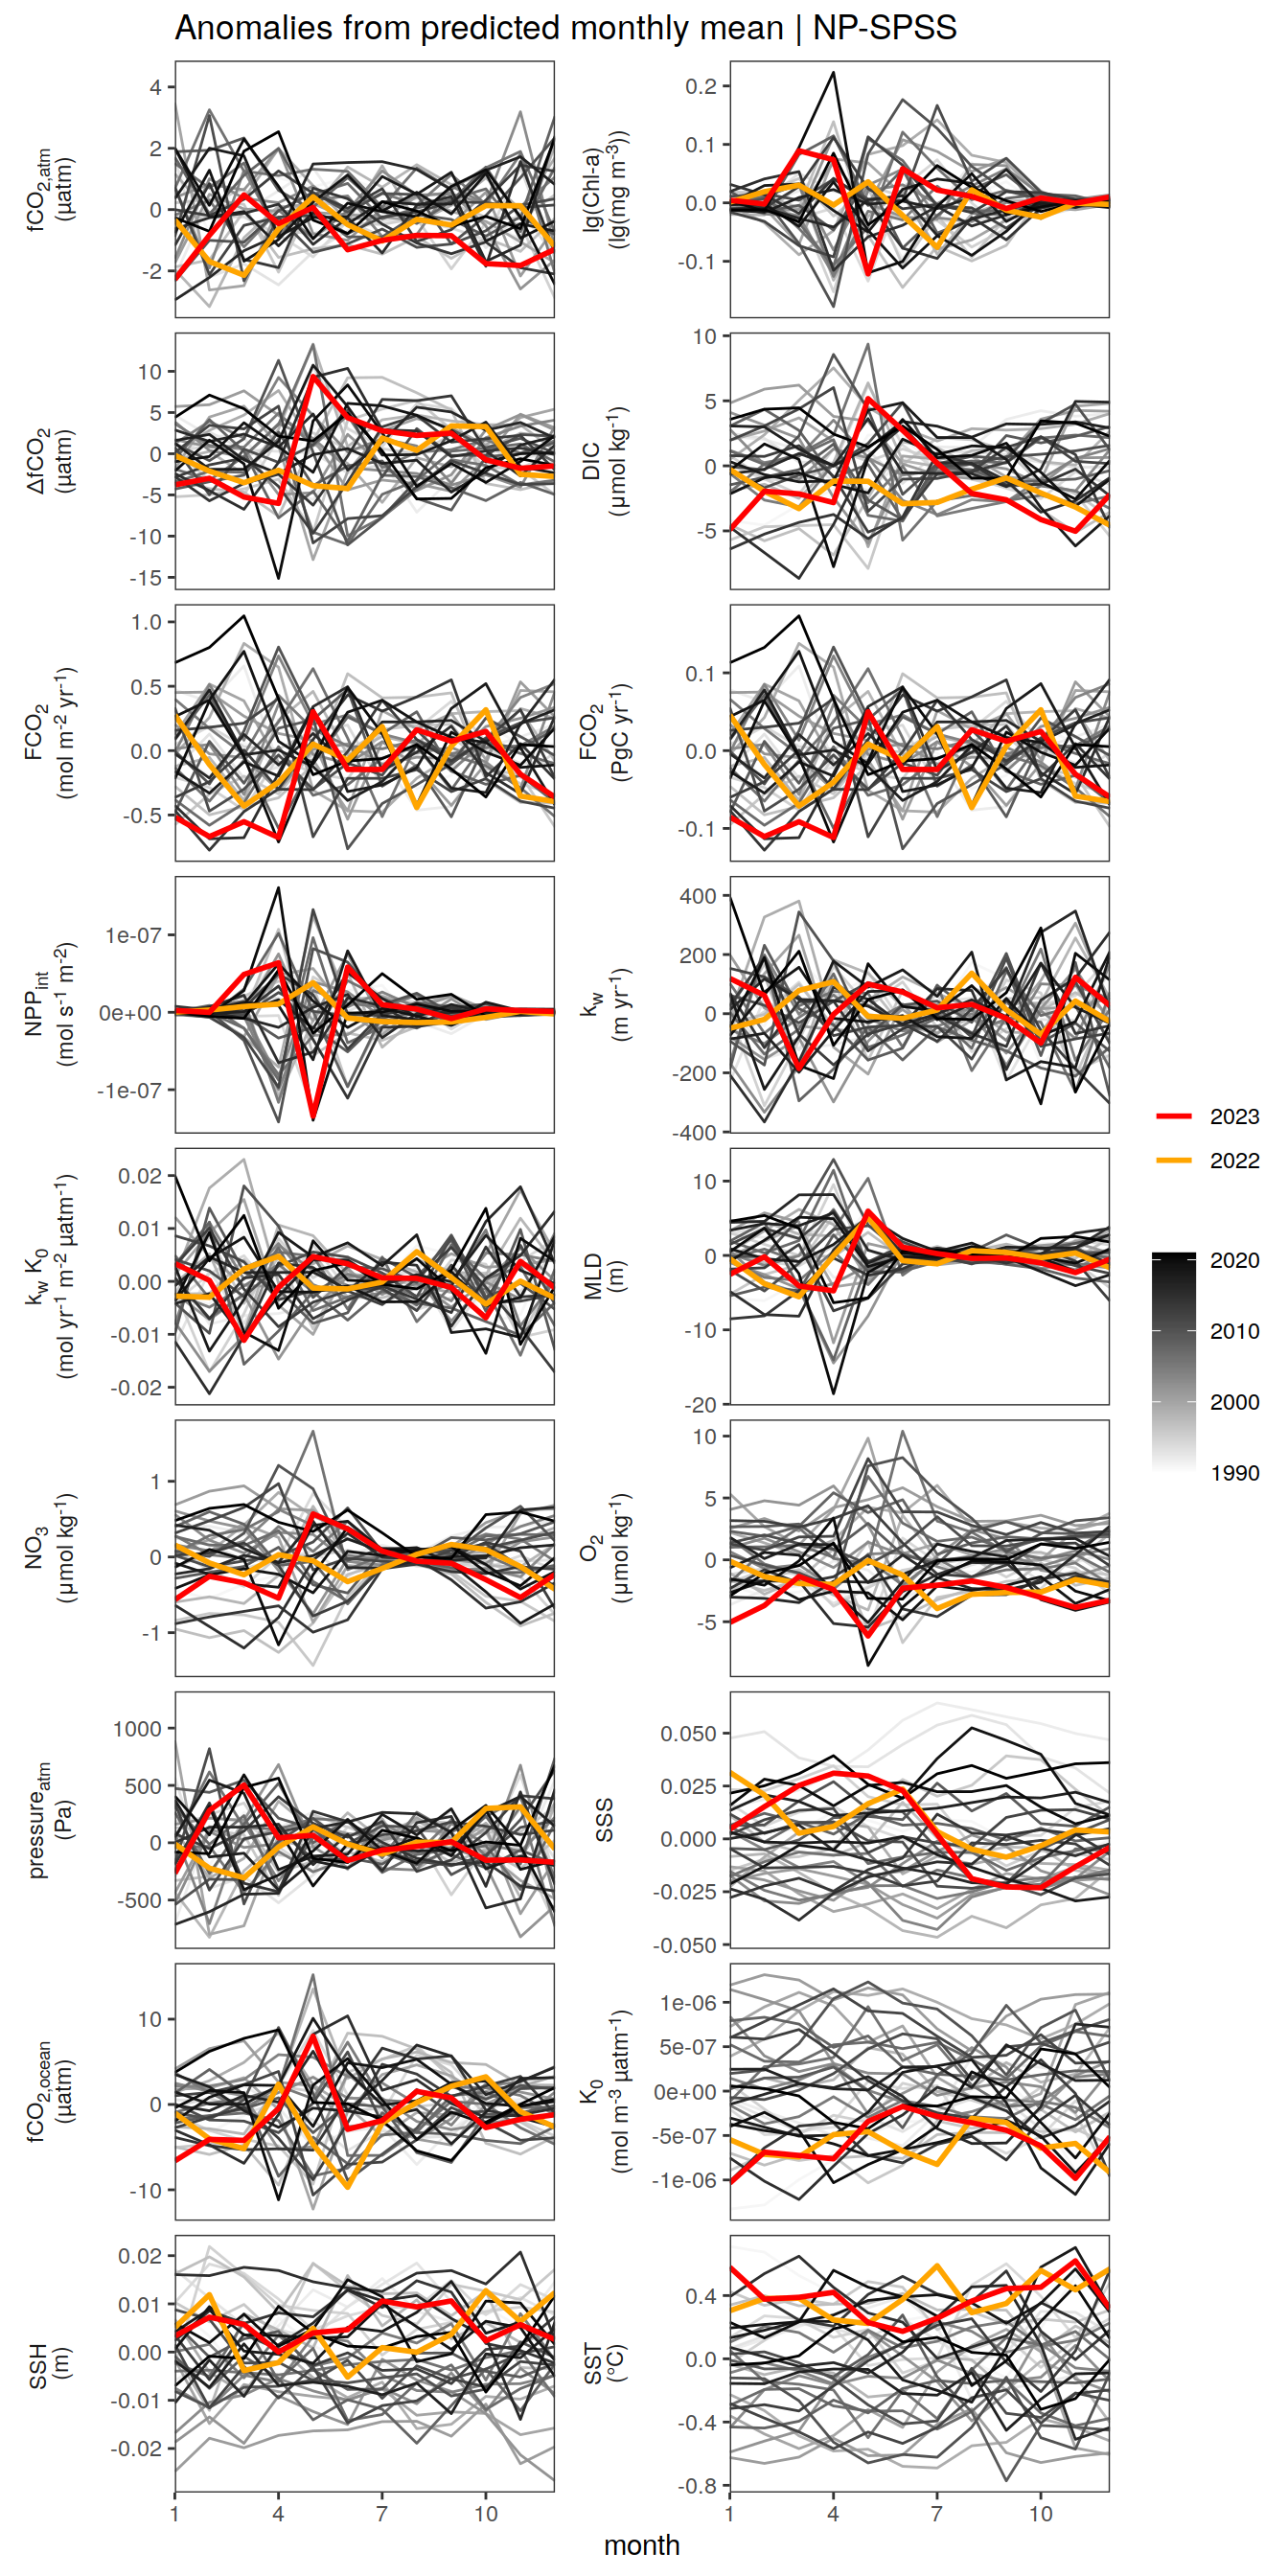 Anomalies from predicted monthly mean | NP-SPSS
fCO2,atm
(µatm)
4
2
0
-2
lg(Chl-a)
(lg(mg m-3))
0.2
0.1
0.0
-0.1
ΔfCO2
(µatm)
10
5
0
-5
-10
-15
DIC
(µmol kg-1)
10
5
0
-5
FCO2
(mol m-2 yr-1)
1.0
0.5
0.0
-0.5
FCO2
(PgC yr-1)
0.1
0.0
-0.1
NPPint
(mol s-1 m-2)
1e-07
0e+00
-1e-07
kw
(m yr-1)
400
200
0
-200
-400
kw K0
(mol yr-1 m-2 µatm-1)
0.02
0.01
0.00
-0.01
-0.02
MLD
(m)
10
0
-10
-20
NO3
(µmol kg-1)
1
0
-1
O2
(µmol kg-1)
10
5
0
-5
pressureatm
(Pa)
1000
500
0
-500
SSS
0.050
0.025
0.000
-0.025
-0.050
fCO2,ocean
(µatm)
10
0
-10
K0
(mol m-3 µatm-1)
1e-06
5e-07
0e+00
-5e-07
-1e-06
SSH
(m)
0.02
0.01
0.00
-0.01
-0.02
SST
(°C)
0.4
0.0
-0.4
-0.8
1 4 7 10
1 4 7 10
month
2023
2022
2020
2010
2000
1990